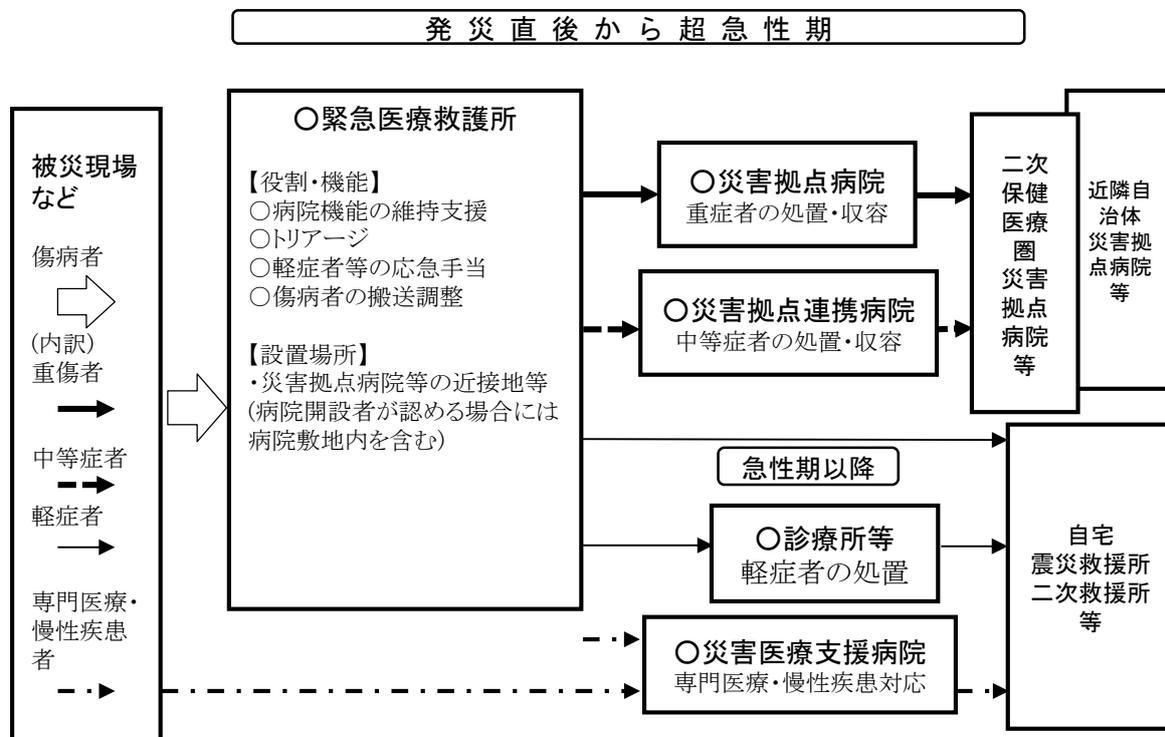 発災直後から超急性期
被災現場
など
傷病者
(内訳)
重傷者
中等症者
軽症者
専門医療・
慢性疾患
者
○緊急医療救護所
【役割・機能】
○病院機能の維持支援
○トリアージ
○軽症者等の応急手当
○傷病者の搬送調整
【設置場所】
・災害拠点病院等の近接地等
(病院開設者が認める場合には
病院敷地内を含む)
○災害拠点病院
重症者の処置・収容
○災害拠点連携病院
中等症者の処置・収容
二次
保健
医療
圏
災害
拠点
病院
等
近隣自
治体
災害拠
点病院
等
急性期以降
○診療所等
軽症者の処置
○災害医療支援病院
専門医療・慢性疾患対応
自宅
震災救援所
二次救援所
等